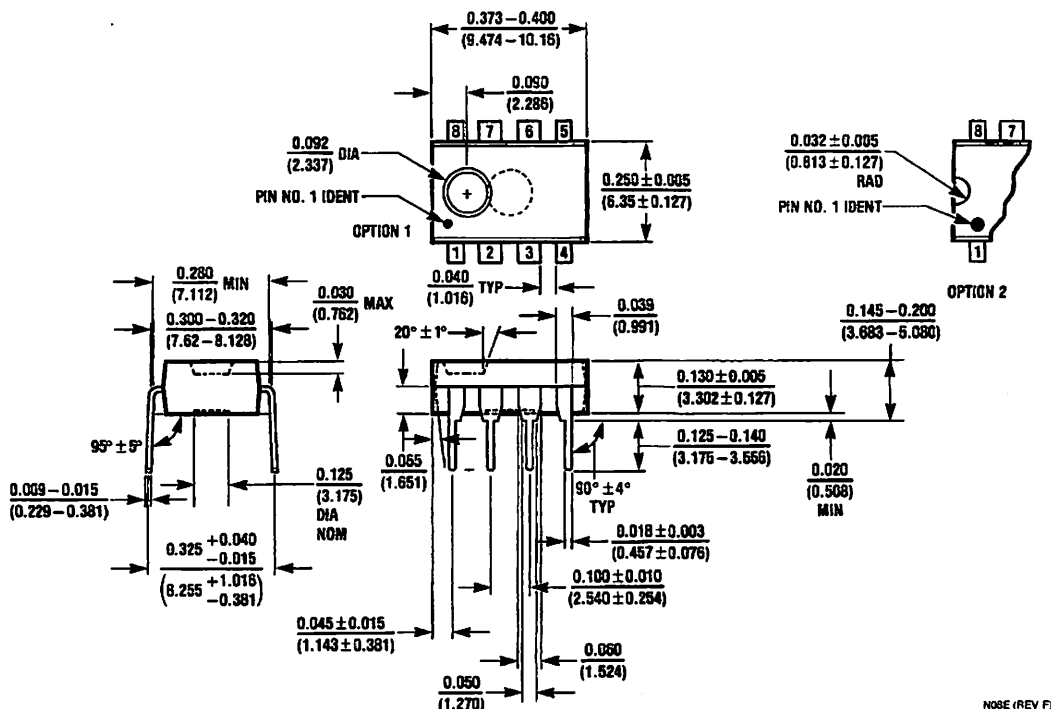 0.373–0.400
(9.474–10.16)
0.090
(2.286)
8 7 6 5
0.092
(2.337) DIA
PIN NO. 1 IDENT
OPTION 1
0.250±0.005
(6.35±0.127)
1 2 3 4
0.032±0.005
(0.813±0.127)
RAD
PIN NO. 1 IDENT
8 7
1
OPTION 2
0.280
(7.112) MIN
0.030
(0.762) MAX
0.300–0.320
(7.62–8.128)
0.040
(1.016) TYP
20°±1°
0.039
(0.991)
0.145–0.200
(3.683–5.080)
0.130±0.005
(3.302±0.127)
0.125–0.140
(3.175–3.556)
0.020
(0.508)
MIN
95°±5°
0.065
(1.651)
90°±4°
TYP
0.009–0.015
(0.229–0.381)
0.125
(3.175)
DIA
NOM
0.018±0.003
(0.457±0.076)
0.325 +0.040 –0.015
(8.255 +1.016 –0.381)
0.100±0.010
(2.540±0.254)
0.045±0.015
(1.143±0.381)
0.060
(1.524)
0.050
(1.270)